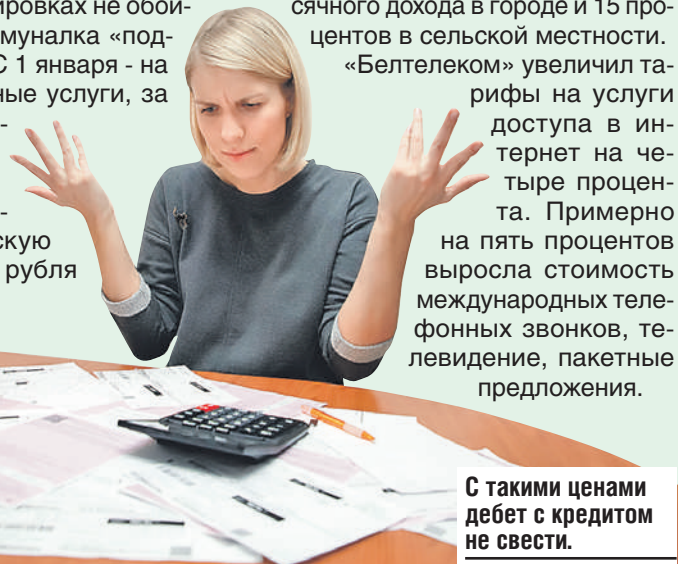 ировках не обой-
муналка «под-
С 1 января - на
ные услуги, за
-
-
скую
рубля
сячного дохода в городе и 15 про-
центов в сельской местности.
«Белтелеком» увеличил та-
рифы на услуги
доступа в ин-
тернет на че-
тыре процен-
та. Примерно
на пять процентов
выросла стоимость
международных теле-
фонных звонков, те-
левидение, пакетные
предложения.
С такими ценами
дебет с кредитом
не свести.